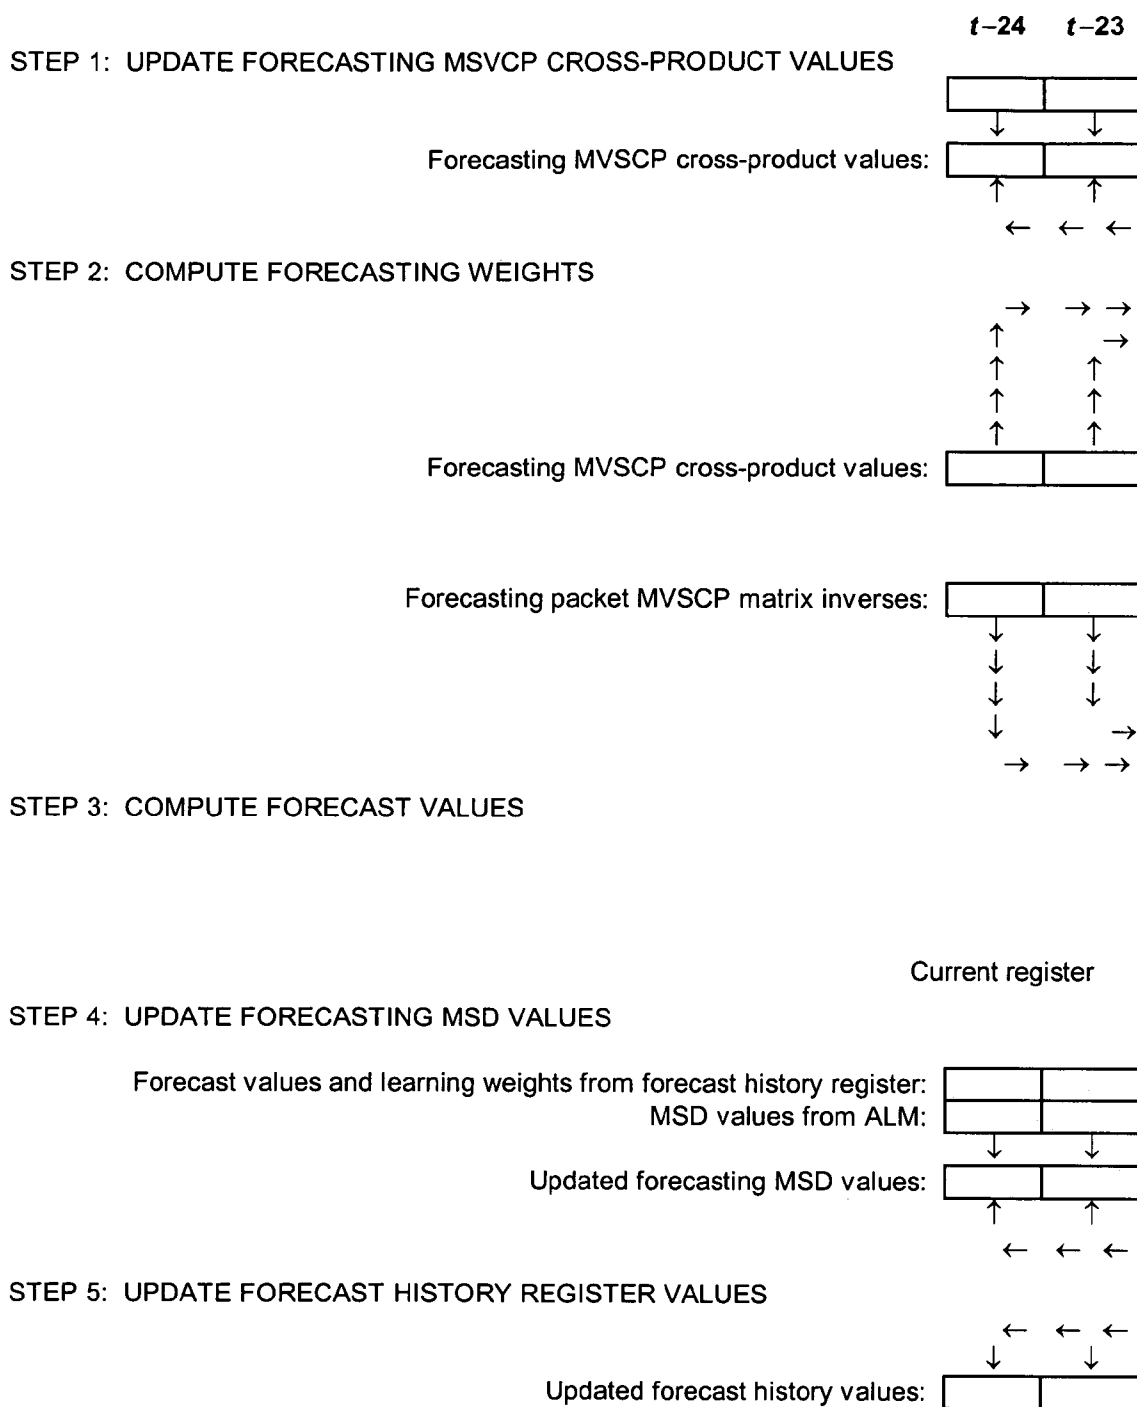 t–24 t–23
STEP 1: UPDATE FORECASTING MSVCP CROSS-PRODUCT VALUES
Forecasting MVSCP cross-product values:
STEP 2: COMPUTE FORECASTING WEIGHTS
Forecasting MVSCP cross-product values:
Forecasting packet MVSCP matrix inverses:
STEP 3: COMPUTE FORECAST VALUES
Current register
STEP 4: UPDATE FORECASTING MSD VALUES
Forecast values and learning weights from forecast history register:
MSD values from ALM:
Updated forecasting MSD values:
STEP 5: UPDATE FORECAST HISTORY REGISTER VALUES
Updated forecast history values: